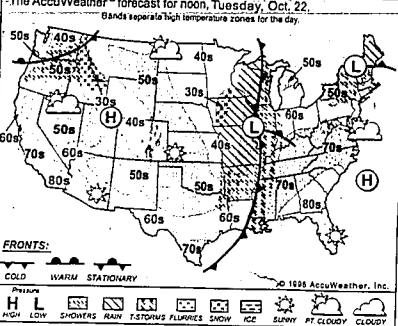 The AccuWeather forecast for noon, Tuesday, Oct. 22.
Bands separate high temperature zones for the day.
50s 40s 40s 50s
50s 50s
30s 30s 60s
60s 50s 40s 40s 70s
70s 60s
80s 50s 50s 60s 70s 80s
60s
70s
H L L H
FRONTS:
COLD WARM STATIONARY
© 1996 AccuWeather, Inc.
Pressure
H L
HIGH LOW SHOWERS RAIN T-STORMS FLURRIES SNOW ICE SUNNY PT CLOUDY CLOUDY